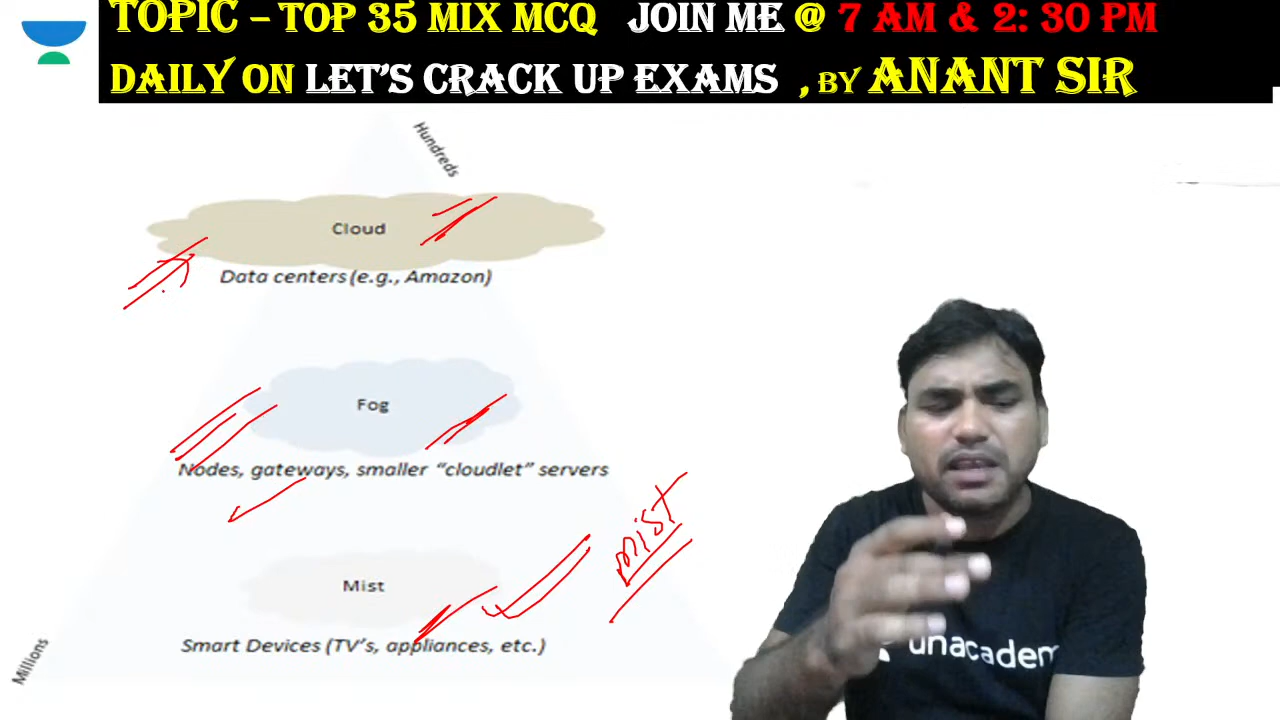 TOPIC – TOP 35 MIX MCQ JOIN ME @ 7 AM & 2: 30 PM
DAILY ON LET'S CRACK UP EXAMS , BY ANANT SIR
Hundreds
Cloud
Data centers (e.g., Amazon)
Fog
Nodes, gateways, smaller "cloudlet" servers
Mist
Mist
Smart Devices (TV's, appliances, etc.)
Millions
unacadem